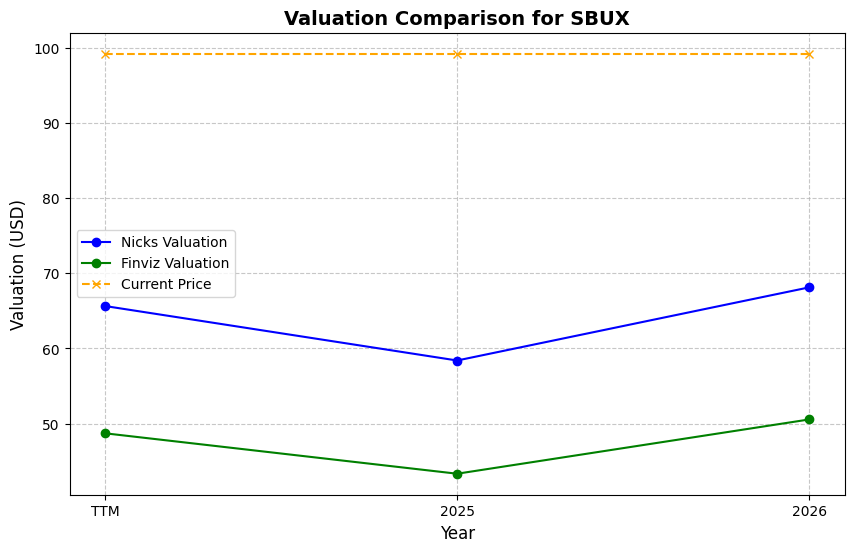 Valuation Comparison for SBUX
Valuation (USD)
100
90
80
70
60
50
Nicks Valuation
Finviz Valuation
Current Price
TTM
2025
2026
Year